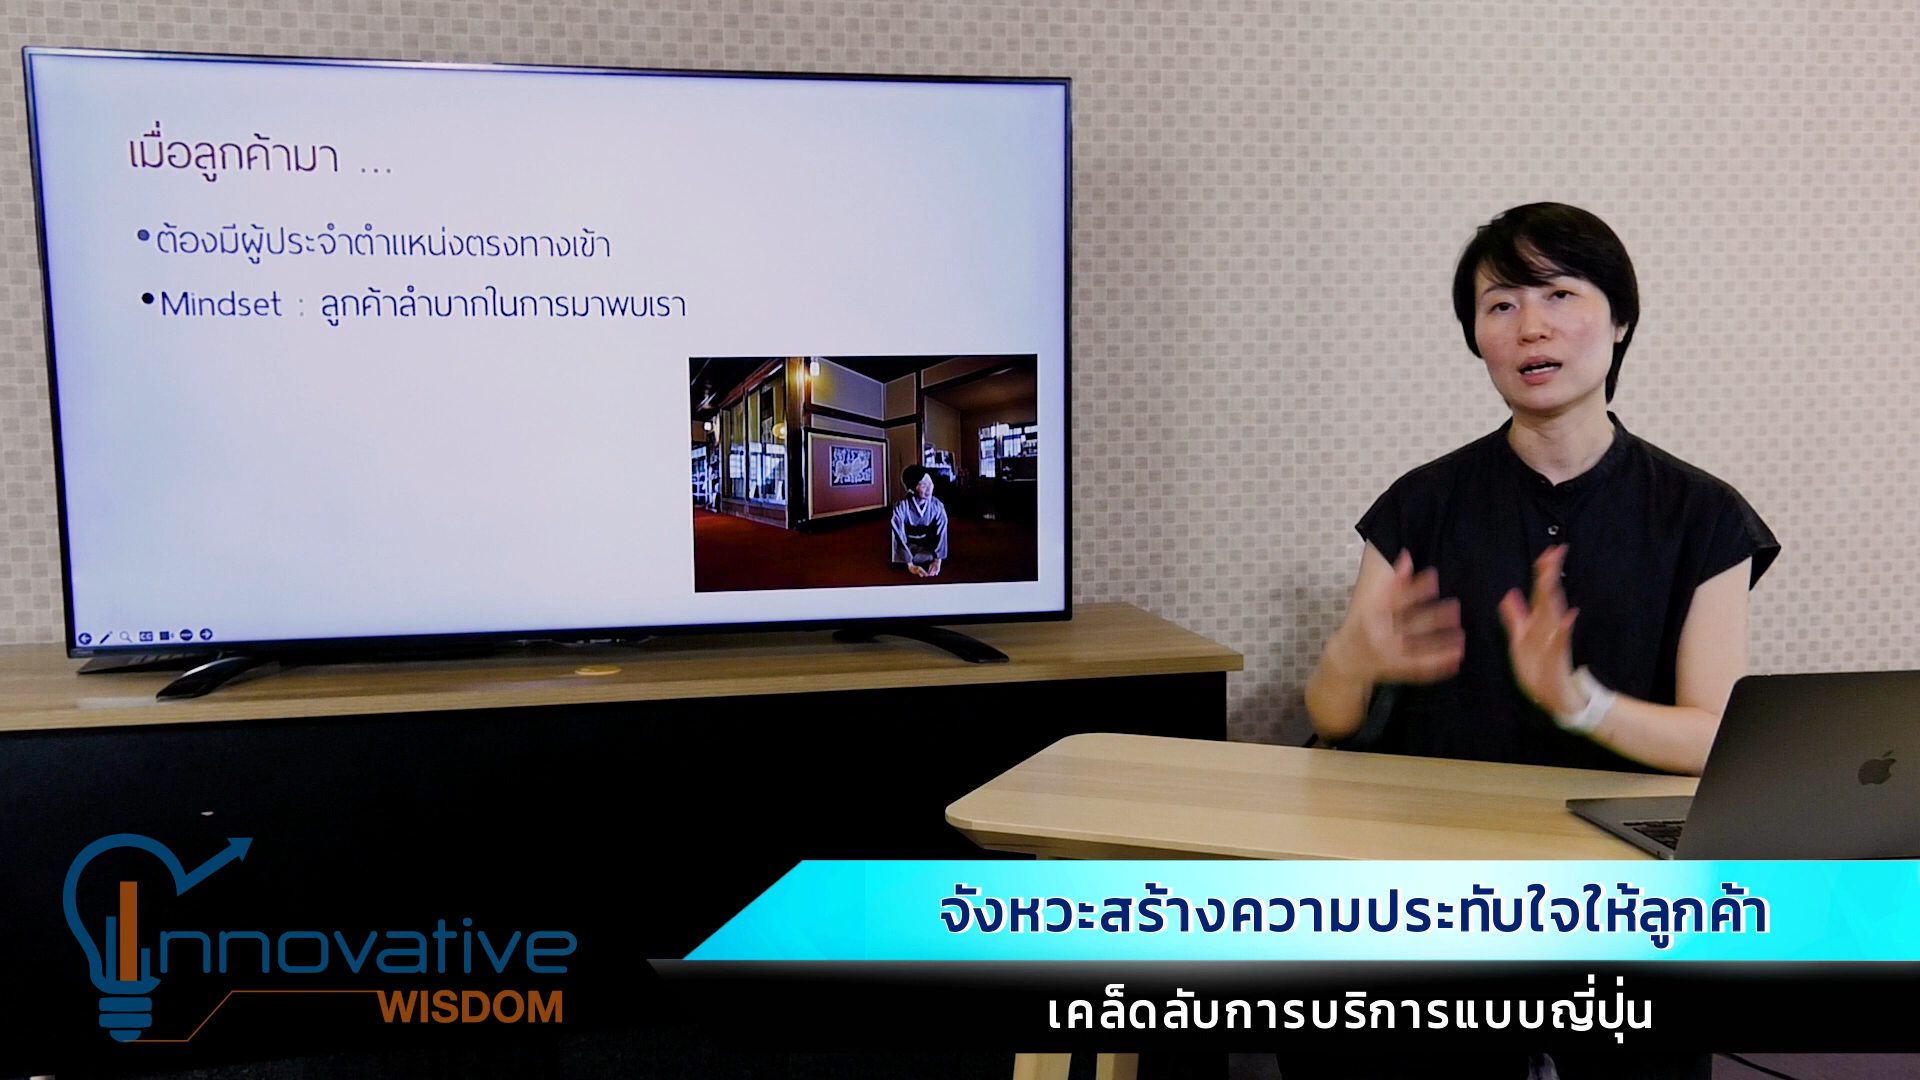 เมื่อลูกค้ามา ...
•ต้องมีผู้ประจำตำแหน่งตรงทางเข้า
•Mindset : ลูกค้าลำบากในการมาพบเรา
innovative
WISDOM
จังหวะสร้างความประทับใจให้ลูกค้า
เคล็ดลับการบริการแบบญี่ปุ่น